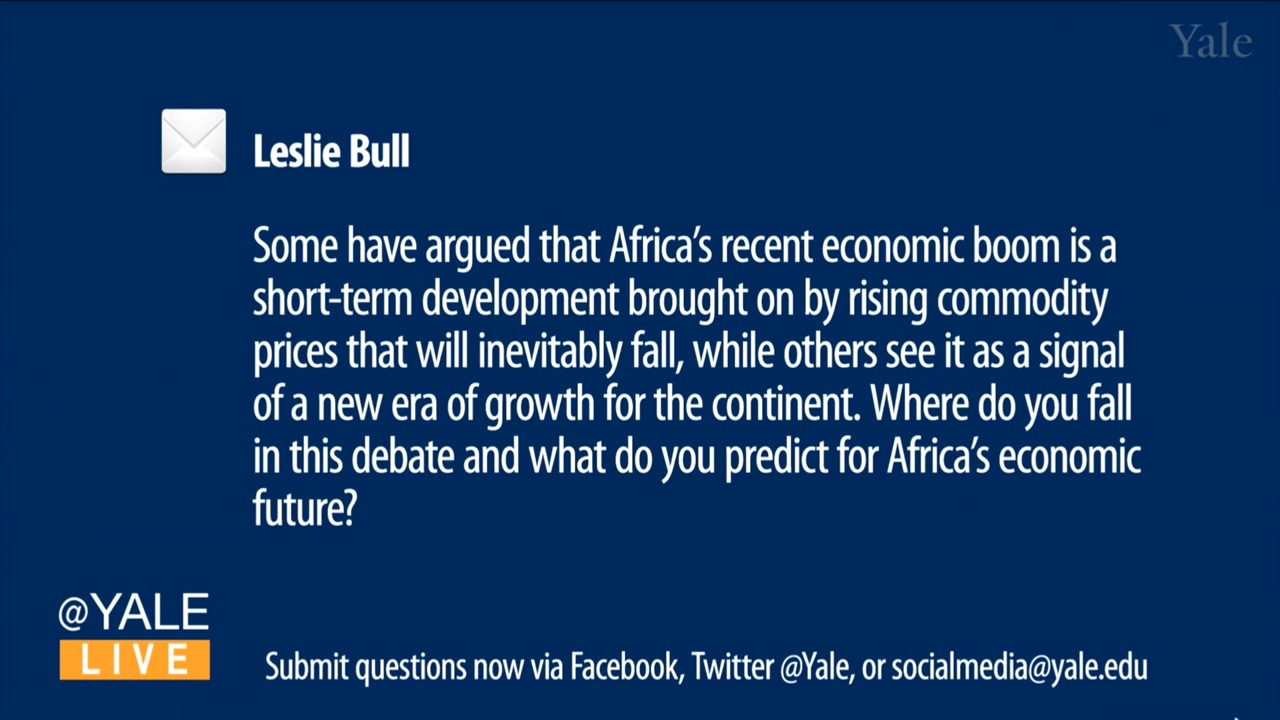 Yale
Leslie Bull
Some have argued that Africa’s recent economic boom is a
short-term development brought on by rising commodity
prices that will inevitably fall, while others see it as a signal
of a new era of growth for the continent. Where do you fall
in this debate and what do you predict for Africa’s economic
future?
@YALE
LIVE
Submit questions now via Facebook, Twitter @Yale, or socialmedia@yale.edu